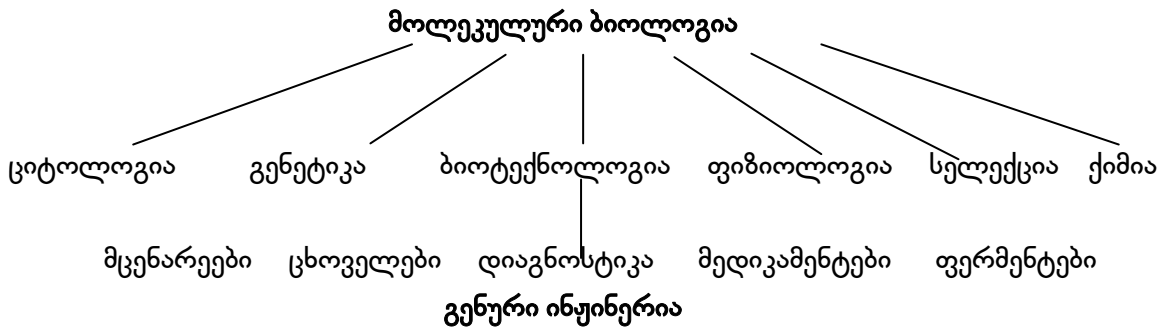 მოლეკულური ბიოლოგია
ციტოლოგია გენეტიკა ბიოტექნოლოგია ფიზიოლოგია სელექცია ქიმია
მცენარეები ცხოველები დიაგნოსტიკა მედიკამენტები ფერმენტები
გენური ინჟინერია